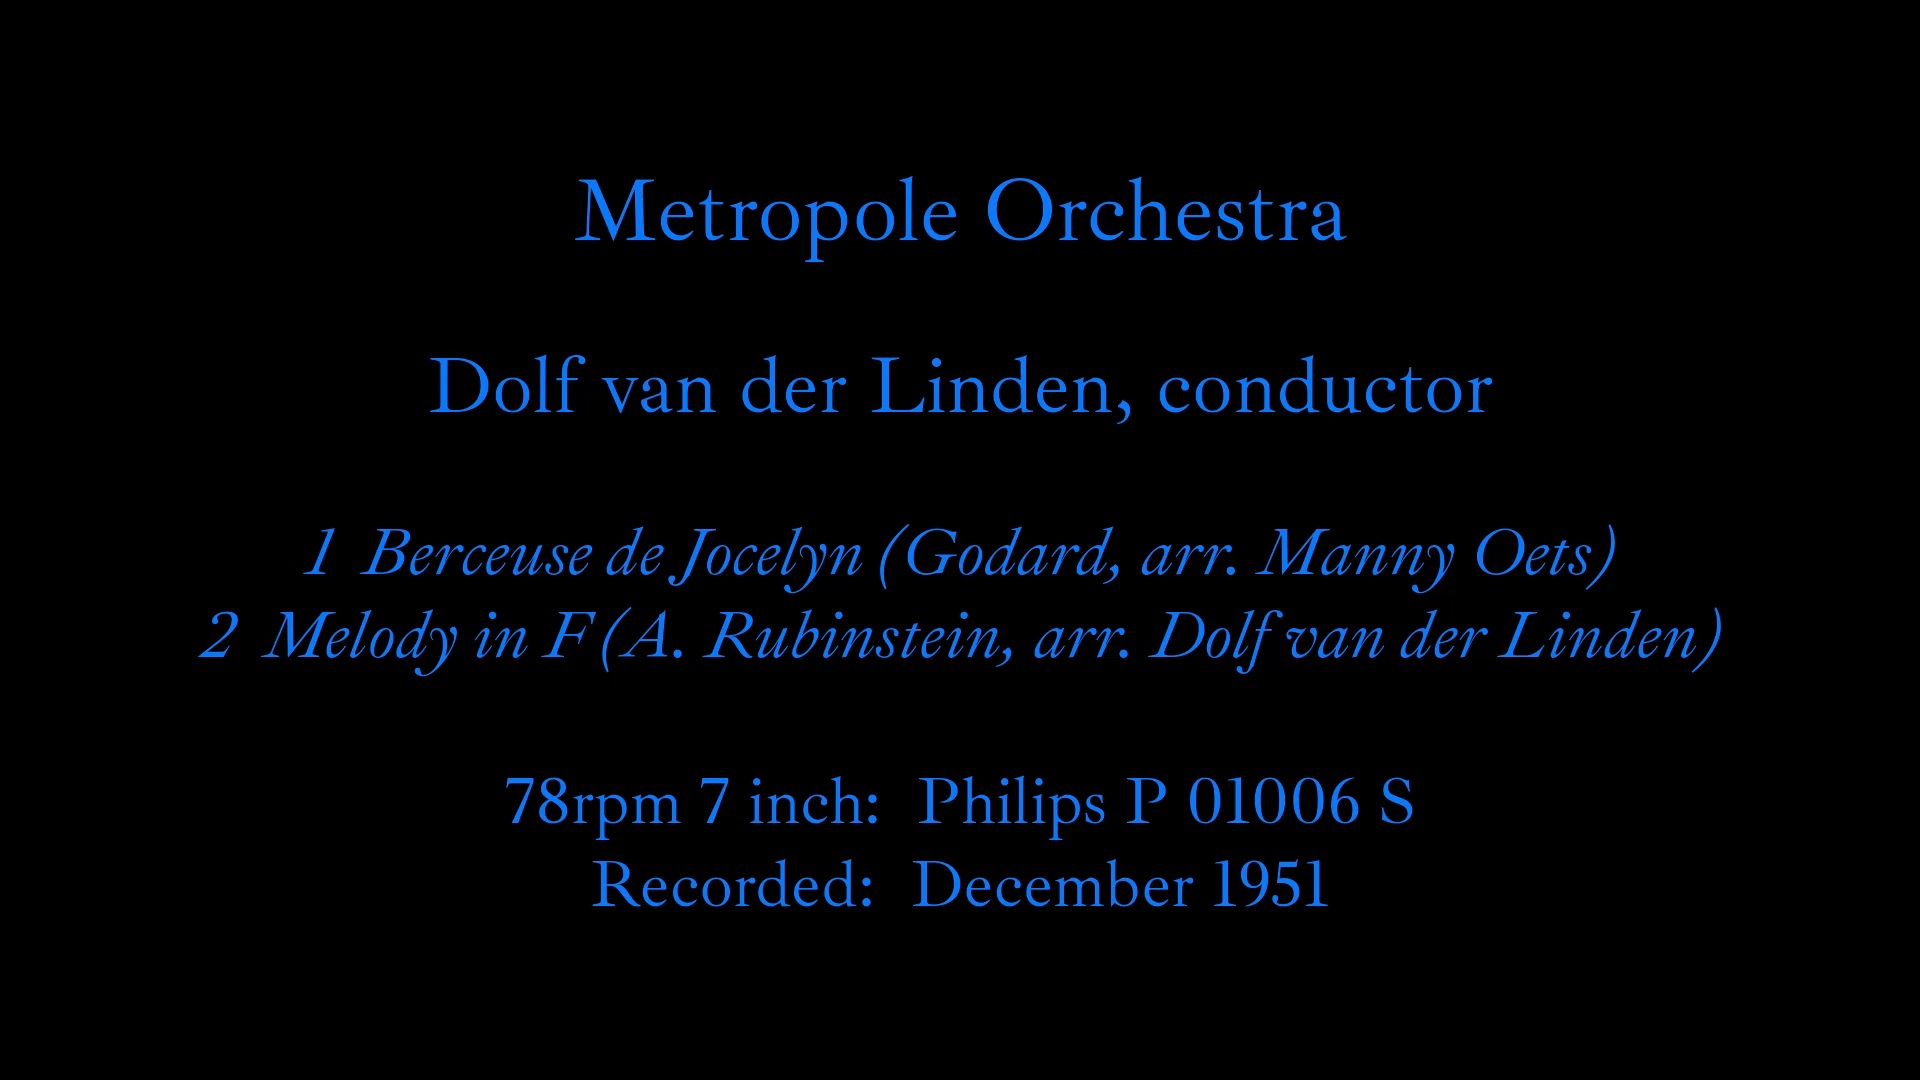 Metropole Orchestra
Dolf van der Linden, conductor
1 Berceuse de Jocelyn (Godard, arr. Manny Oets)
2 Melody in F (A. Rubinstein, arr. Dolf van der Linden)
78rpm 7 inch: Philips P 01006 S
Recorded: December 1951